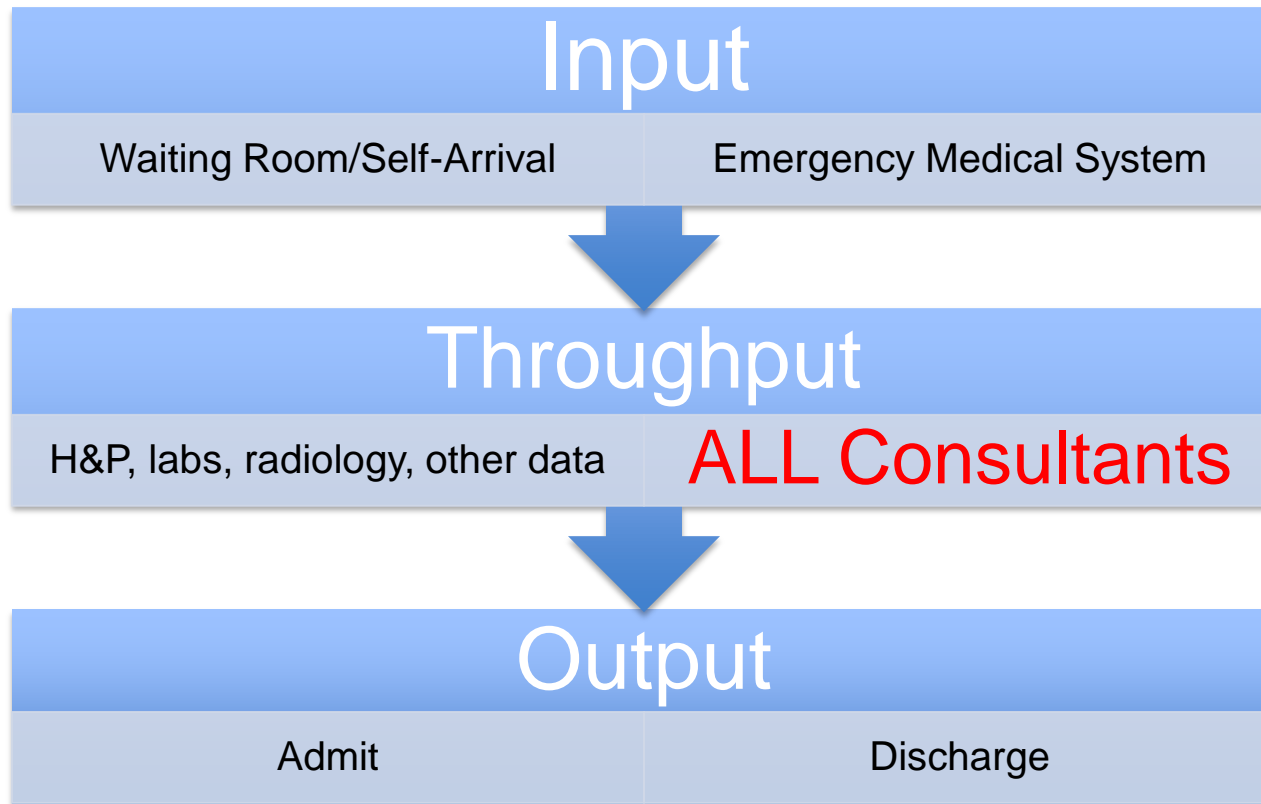 Input
Waiting Room/Self-Arrival
Emergency Medical System
Throughput
H&P, labs, radiology, other data
ALL Consultants
Output
Admit
Discharge